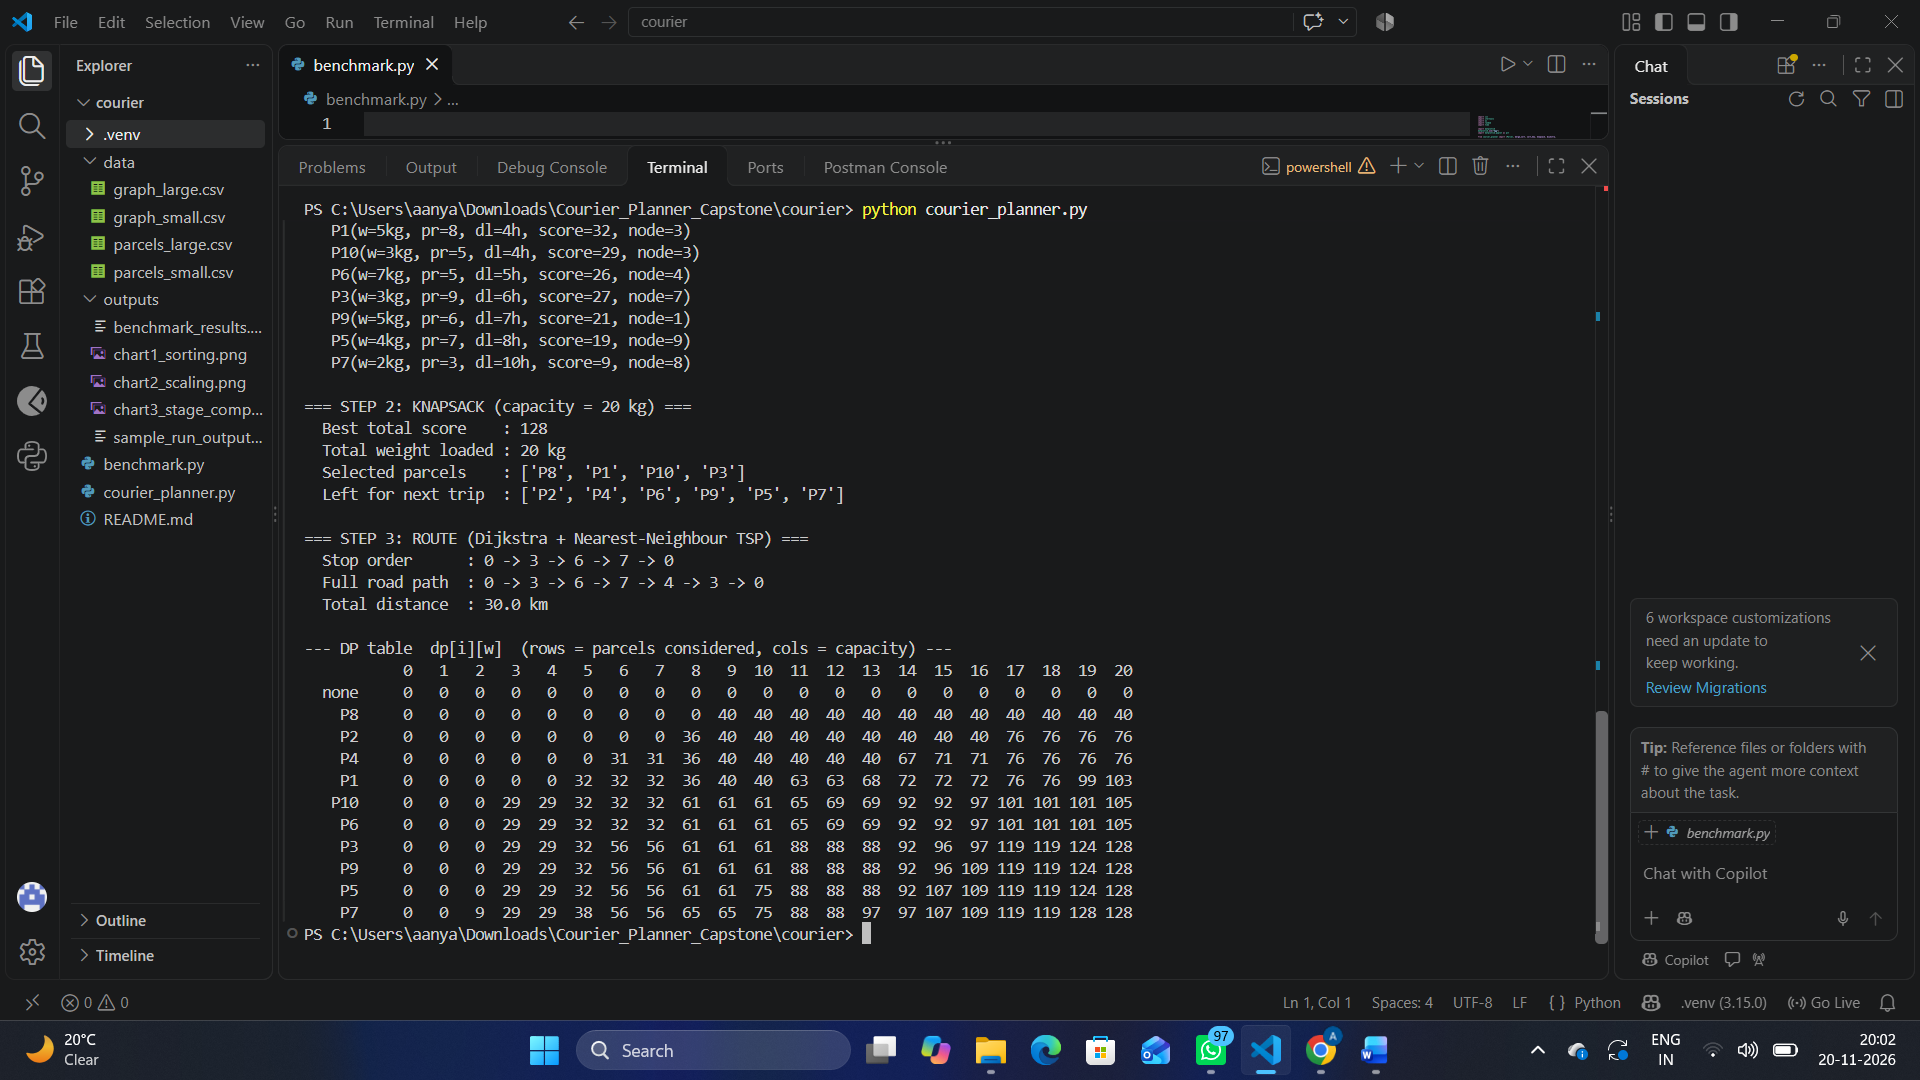 File Edit Selection View Go Run Terminal Help
courier
Explorer
courier
.venv
data
graph_large.csv
graph_small.csv
parcels_large.csv
parcels_small.csv
outputs
benchmark_results....
chart1_sorting.png
chart2_scaling.png
chart3_stage_comp...
sample_run_output...
benchmark.py
courier_planner.py
README.md
Outline
Timeline
benchmark.py
benchmark.py > ...
1
Problems Output Debug Console Terminal Ports Postman Console
powershell
PS C:\Users\aanya\Downloads\Courier_Planner_Capstone\courier> python courier_planner.py
P1(w=5kg, pr=8, dl=4h, score=32, node=3)
P10(w=3kg, pr=5, dl=4h, score=29, node=3)
P6(w=7kg, pr=5, dl=5h, score=26, node=4)
P3(w=3kg, pr=9, dl=6h, score=27, node=7)
P9(w=5kg, pr=6, dl=7h, score=21, node=1)
P5(w=4kg, pr=7, dl=8h, score=19, node=9)
P7(w=2kg, pr=3, dl=10h, score=9, node=8)
=== STEP 2: KNAPSACK (capacity = 20 kg) ===
Best total score : 128
Total weight loaded : 20 kg
Selected parcels : ['P8', 'P1', 'P10', 'P3']
Left for next trip : ['P2', 'P4', 'P6', 'P9', 'P5', 'P7']
=== STEP 3: ROUTE (Dijkstra + Nearest-Neighbour TSP) ===
Stop order : 0 -> 3 -> 6 -> 7 -> 0
Full road path : 0 -> 3 -> 6 -> 7 -> 4 -> 3 -> 0
Total distance : 30.0 km
--- DP table dp[i][w] (rows = parcels considered, cols = capacity) ---
0 1 2 3 4 5 6 7 8 9 10 11 12 13 14 15 16 17 18 19 20
none 0 0 0 0 0 0 0 0 0 0 0 0 0 0 0 0 0 0 0 0 0
P8 0 0 0 0 0 0 0 0 0 40 40 40 40 40 40 40 40 40 40 40 40
P2 0 0 0 0 0 0 0 0 36 40 40 40 40 40 40 40 40 76 76 76 76
P4 0 0 0 0 0 0 31 31 36 40 40 40 40 40 67 71 71 76 76 76 76
P1 0 0 0 0 0 32 32 32 36 40 40 63 63 68 72 72 72 76 76 99 103
P10 0 0 0 29 29 32 32 32 61 61 61 65 69 69 92 92 97 101 101 101 105
P6 0 0 0 29 29 32 32 32 61 61 61 65 69 69 92 92 97 101 101 101 105
P3 0 0 0 29 29 32 56 56 61 61 61 88 88 88 92 96 97 119 119 124 128
P9 0 0 0 29 29 32 56 56 61 61 61 88 88 88 92 96 109 119 119 124 128
P5 0 0 0 29 29 32 56 56 61 61 75 88 88 88 92 107 109 119 119 124 128
P7 0 0 9 29 29 38 56 56 65 65 75 88 88 97 97 107 109 119 119 128 128
PS C:\Users\aanya\Downloads\Courier_Planner_Capstone\courier>
Chat
Sessions
6 workspace customizations
need an update to
keep working.
Review Migrations
Tip: Reference files or folders with
# to give the agent more context
about the task.
benchmark.py
Chat with Copilot
Copilot
0 0
Ln 1, Col 1 Spaces: 4 UTF-8 LF { } Python .venv (3.15.0) Go Live
20°C
Clear
Search
97
A
ENG
IN
20:02
20-11-2026